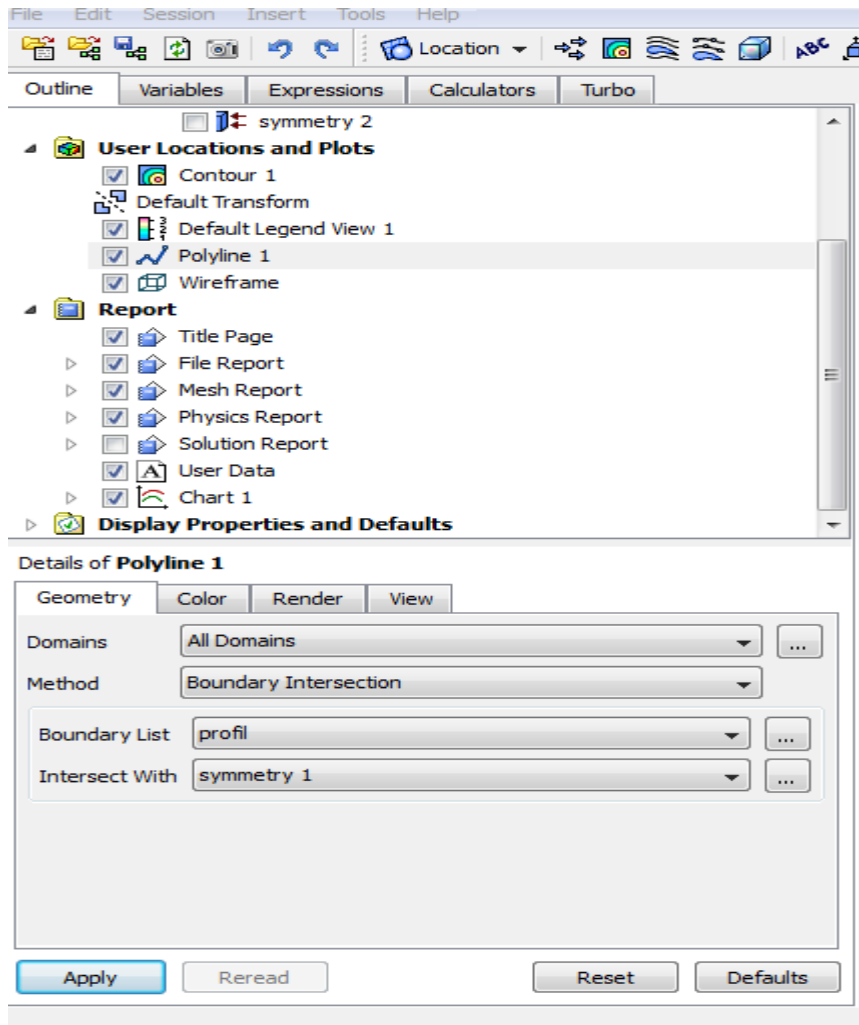 File Edit Session Insert Tools Help
Location ABC
Outline Variables Expressions Calculators Turbo
symmetry 2
User Locations and Plots
Contour 1
Default Transform
Default Legend View 1
Polyline 1
Wireframe
Report
Title Page
File Report
Mesh Report
Physics Report
Solution Report
A User Data
Chart 1
Display Properties and Defaults
Details of Polyline 1
Geometry Color Render View
Domains All Domains ...
Method Boundary Intersection
Boundary List profil ...
Intersect With symmetry 1 ...
Apply Reread Reset Defaults